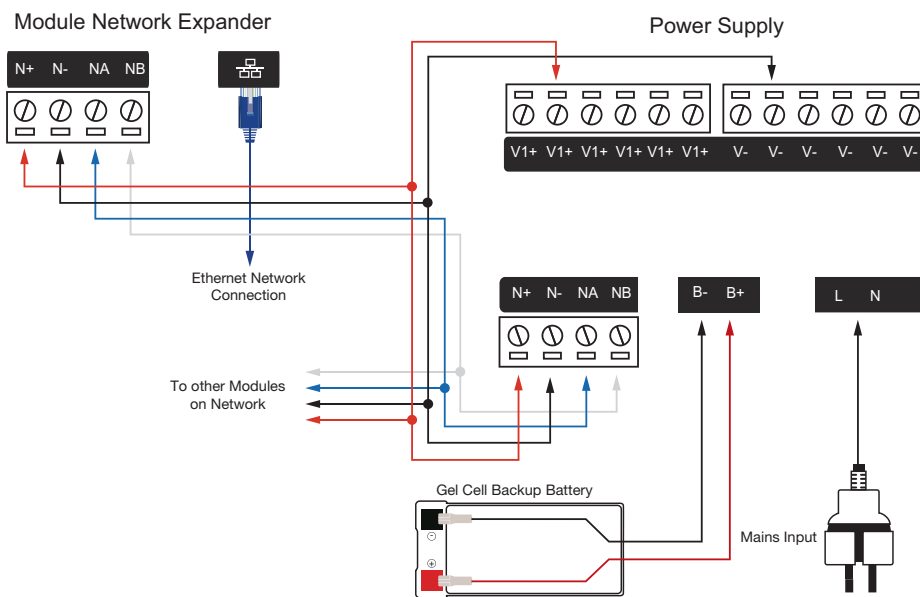 Module Network Expander
Power Supply
N+ N- NA NB
V1+ V1+ V1+ V1+ V1+ V1+ V- V- V- V- V- V-
Ethernet Network
Connection
N+ N- NA NB
B- B+
L N
To other Modules
on Network
Gel Cell Backup Battery
-
+
Mains Input